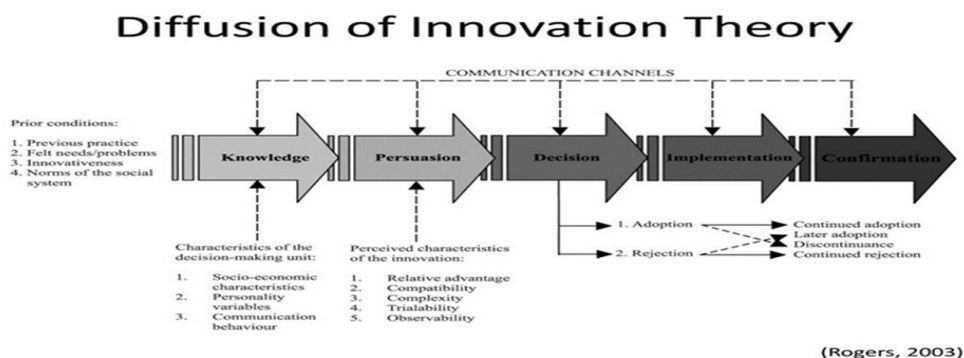 Diffusion of Innovation Theory
COMMUNICATION CHANNELS
Prior conditions:
1. Previous practice
2. Felt needs/problems
3. Innovativeness
4. Norms of the social
system
Knowledge
Persuasion
Decision
Implementation
Confirmation
Characteristics of the
decision-making unit:
1. Socio-economic
characteristics
2. Personality
variables
3. Communication
behaviour
Perceived characteristics
of the innovation:
1. Relative advantage
2. Compatibility
3. Complexity
4. Trialability
5. Observability
1. Adoption
2. Rejection
Continued adoption
Later adoption
Discontinuance
Continued rejection
(Rogers, 2003)